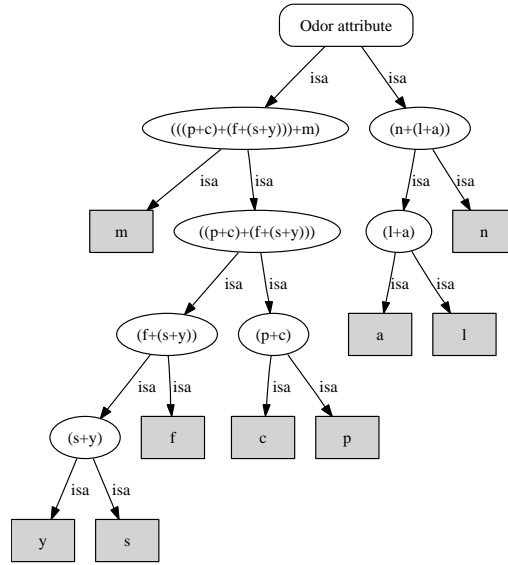 Odor attribute
isa
isa
(((p+c)+(f+(s+y)))+m)
(n+(l+a))
isa
isa
isa
isa
m
((p+c)+(f+(s+y)))
(l+a)
n
isa
isa
isa
isa
(f+(s+y))
(p+c)
a
l
isa
isa
isa
isa
(s+y)
f
c
p
isa
isa
y
s